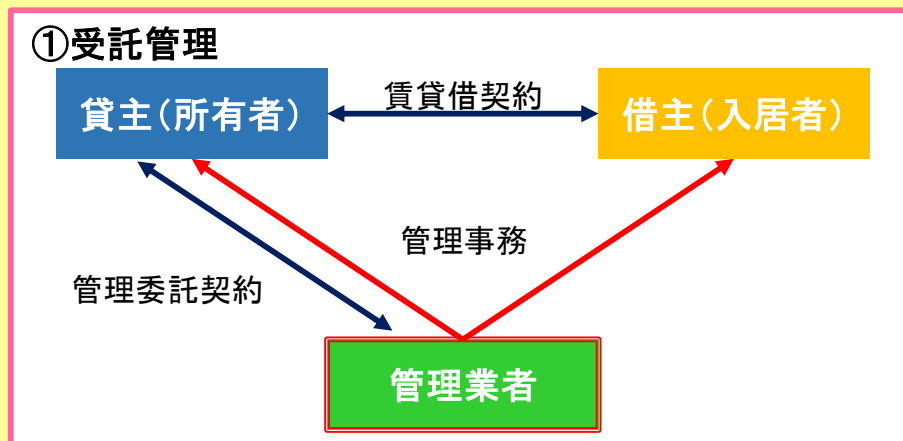 ①受託管理
貸主(所有者)
賃貸借契約
借主(入居者)
管理事務
管理委託契約
管理業者